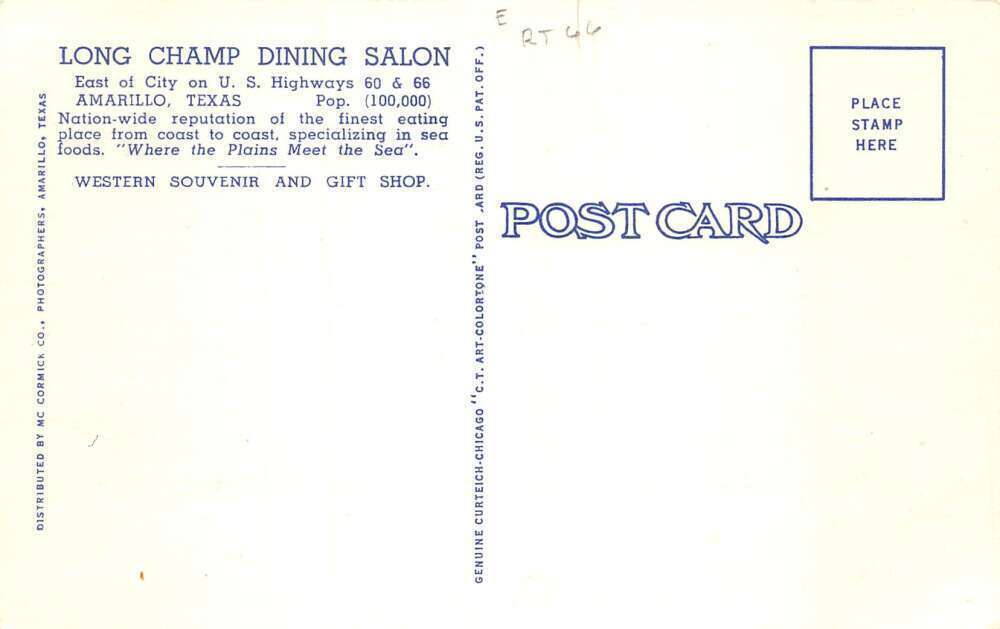 E
RT 66
LONG CHAMP DINING SALON
East of City on U. S. Highways 60 & 66
AMARILLO, TEXAS Pop. (100,000)
Nation-wide reputation of the finest eating
place from coast to coast, specializing in sea
foods. "Where the Plains Meet the Sea".
WESTERN SOUVENIR AND GIFT SHOP.
DISTRIBUTED BY MC CORMICK CO., PHOTOGRAPHERS, AMARILLO, TEXAS
GENUINE CURTEICH-CHICAGO "C.T. ART-COLORTONE" POST .ARD (REG. U.S. PAT. OFF.)
POST CARD
PLACE
STAMP
HERE